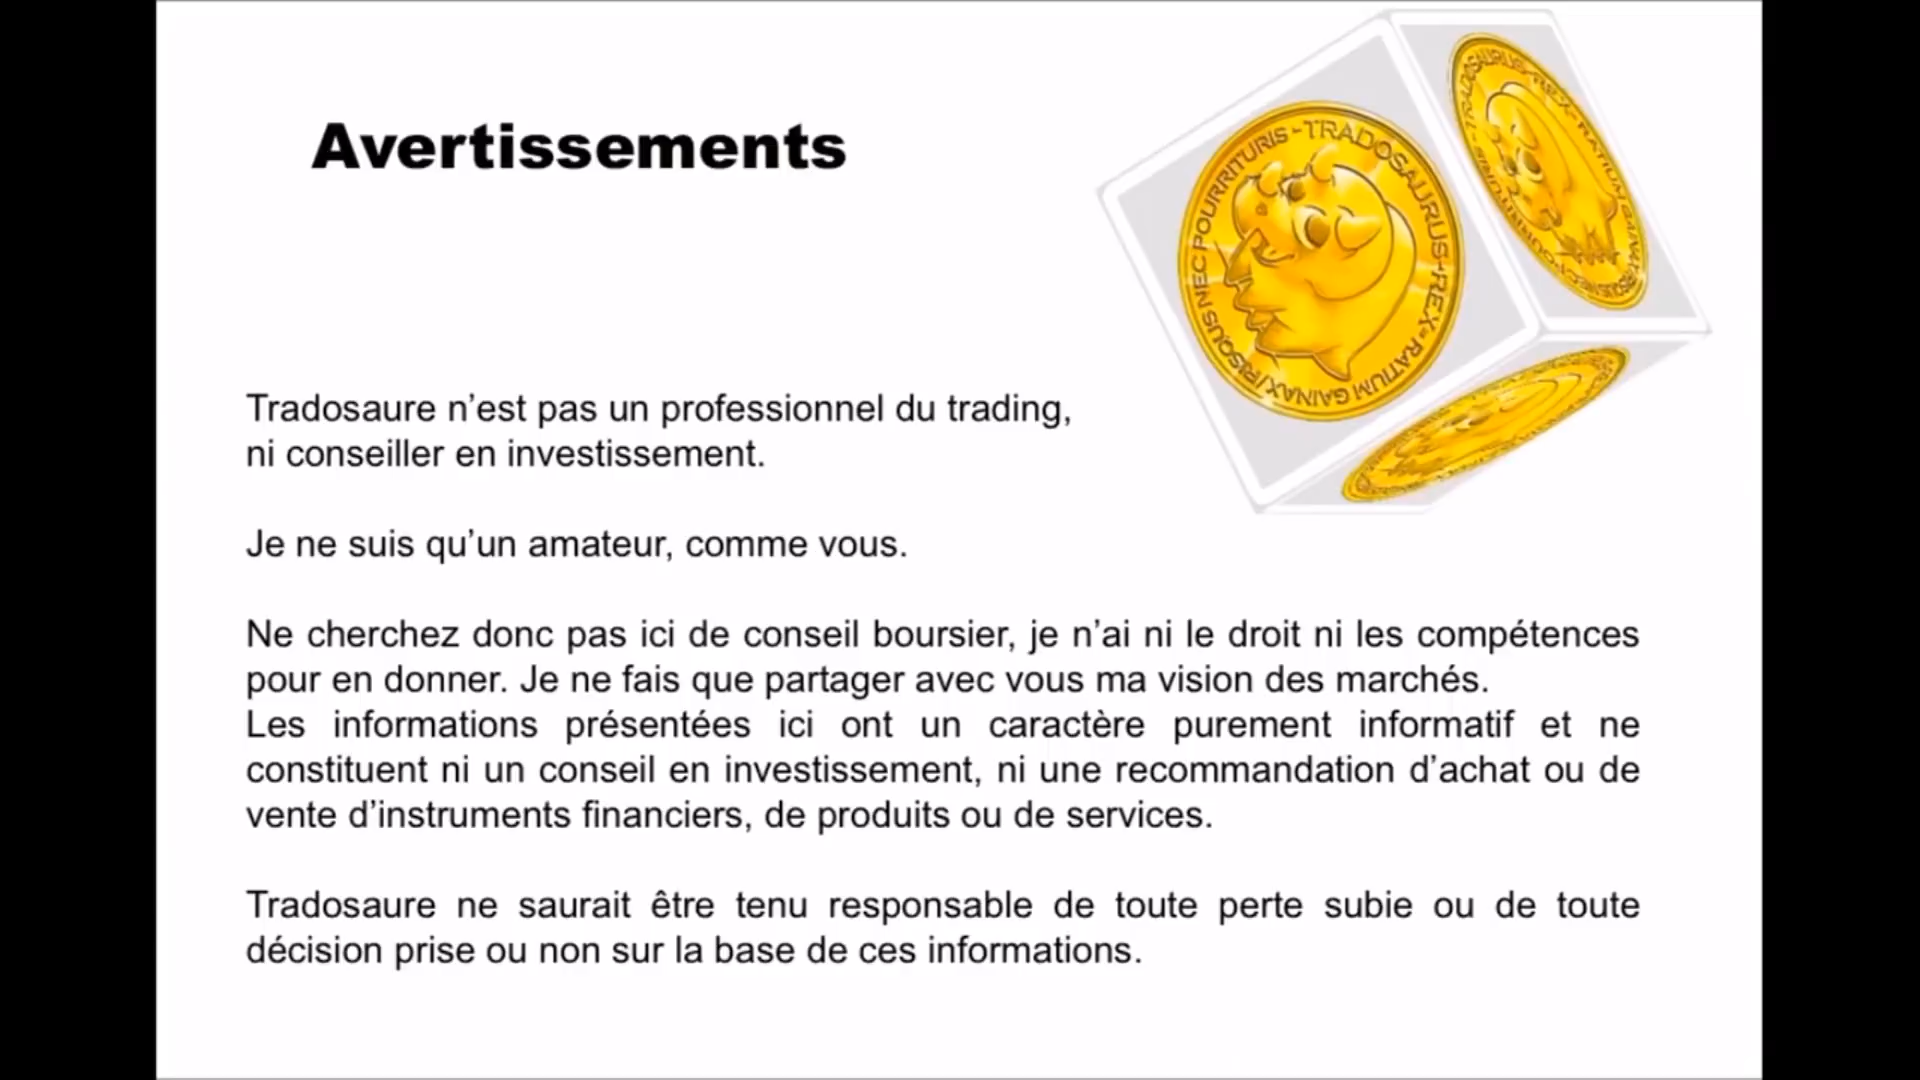 Avertissements
POURRITURIS - TRADOSAURUS - REX - RATIUM GAINAX / RISQUS NEC
Tradosaure n’est pas un professionnel du trading,
ni conseiller en investissement.
Je ne suis qu’un amateur, comme vous.
Ne cherchez donc pas ici de conseil boursier, je n’ai ni le droit ni les compétences
pour en donner. Je ne fais que partager avec vous ma vision des marchés.
Les informations présentées ici ont un caractère purement informatif et ne
constituent ni un conseil en investissement, ni une recommandation d’achat ou de
vente d’instruments financiers, de produits ou de services.
Tradosaure ne saurait être tenu responsable de toute perte subie ou de toute
décision prise ou non sur la base de ces informations.